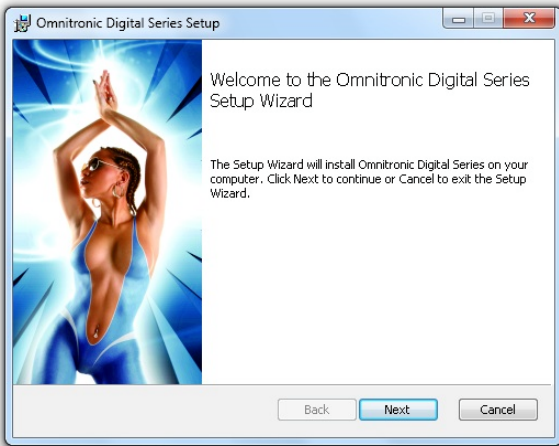 Omnitronic Digital Series Setup
Welcome to the Omnitronic Digital Series
Setup Wizard
The Setup Wizard will install Omnitronic Digital Series on your
computer. Click Next to continue or Cancel to exit the Setup
Wizard.
Back
Next
Cancel